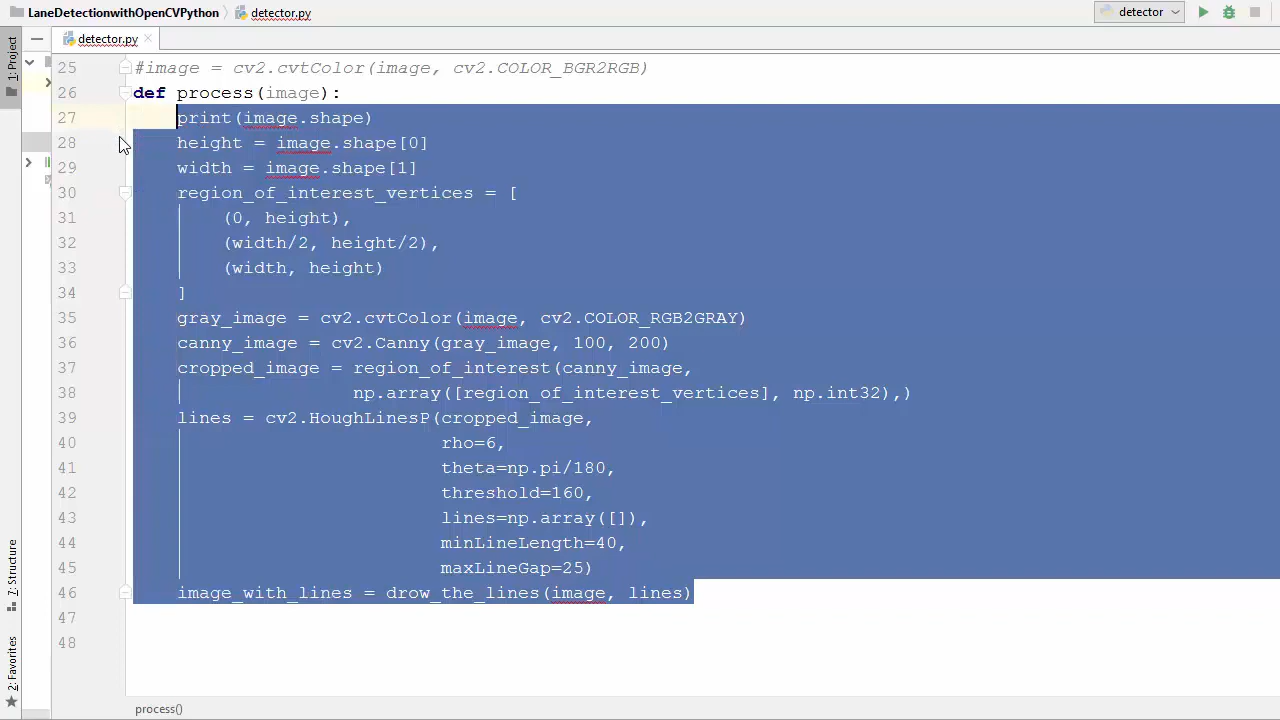 LaneDetectionwithOpenCVPython
detector.py
detector
1: Project
detector.py
25 #image = cv2.cvtColor(image, cv2.COLOR_BGR2RGB)
26 def process(image):
27     print(image.shape)
28     height = image.shape[0]
29     width = image.shape[1]
30     region_of_interest_vertices = [
31         (0, height),
32         (width/2, height/2),
33         (width, height)
34     ]
35     gray_image = cv2.cvtColor(image, cv2.COLOR_RGB2GRAY)
36     canny_image = cv2.Canny(gray_image, 100, 200)
37     cropped_image = region_of_interest(canny_image,
38                     np.array([region_of_interest_vertices], np.int32),)
39     lines = cv2.HoughLinesP(cropped_image,
40                             rho=6,
41                             theta=np.pi/180,
42                             threshold=160,
43                             lines=np.array([]),
44                             minLineLength=40,
45                             maxLineGap=25)
46     image_with_lines = drow_the_lines(image, lines)
47
48
7: Structure
2: Favorites
process()